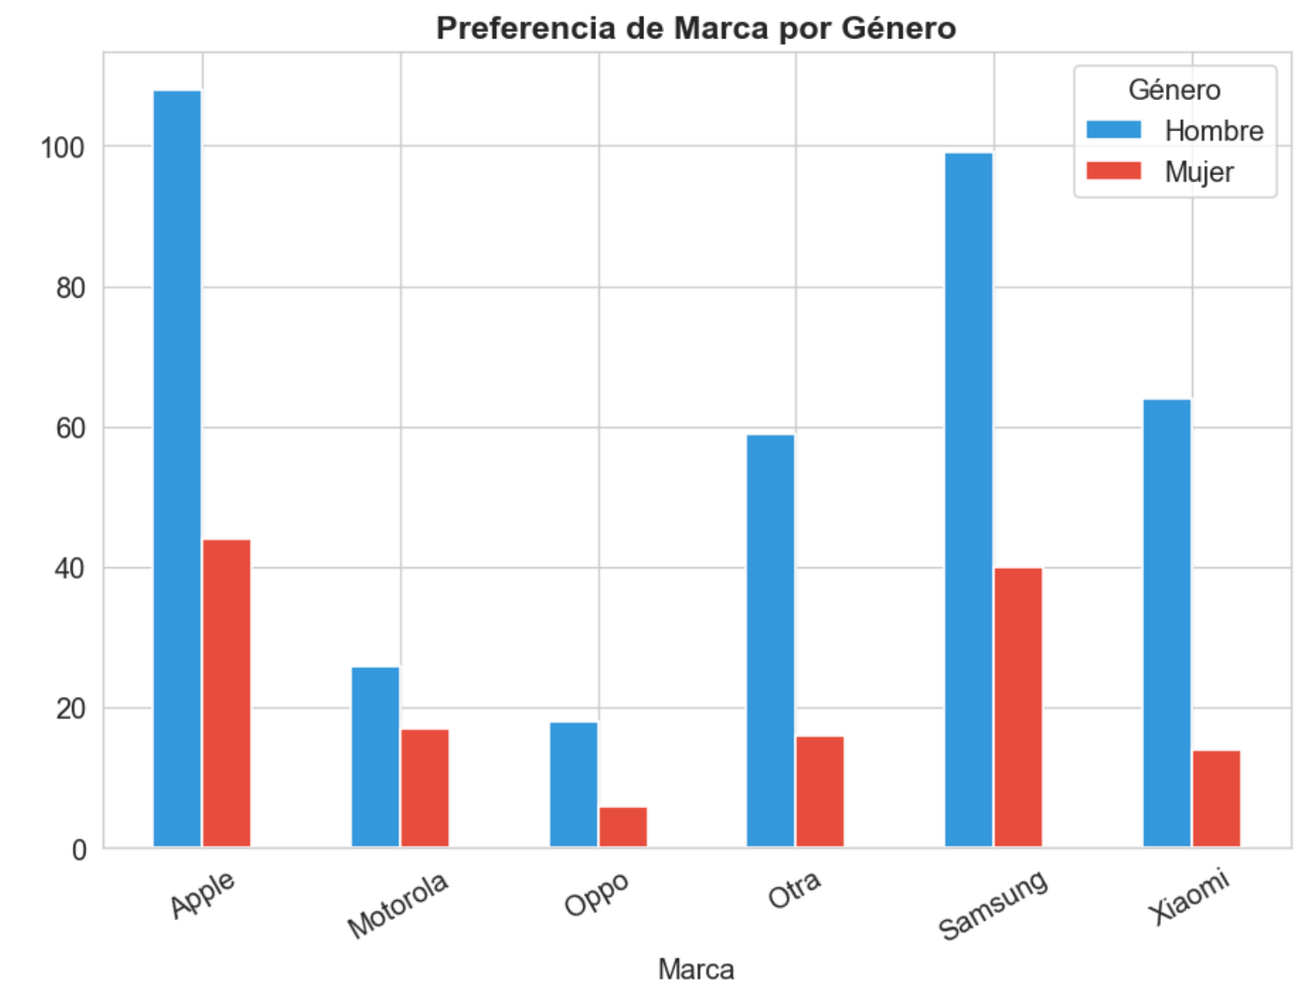 Preferencia de Marca por Género
Género
Hombre
Mujer
100
80
60
40
20
0
Apple
Motorola
Oppo
Otra
Samsung
Xiaomi
Marca